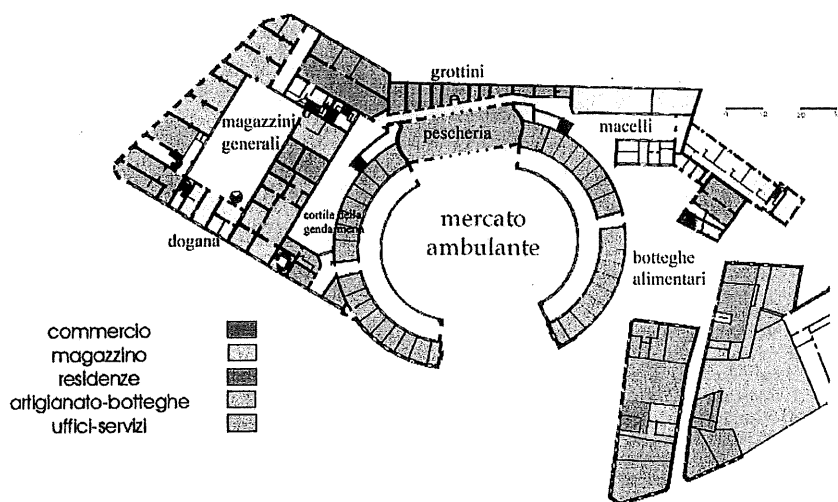 grottini
magazzini
generali
pescheria
macelli
cortile della
gendarmeria
mercato
ambulante
dogana
botteghe
alimentari
commercio
magazzino
residenze
artigianato-botteghe
uffici-servizi